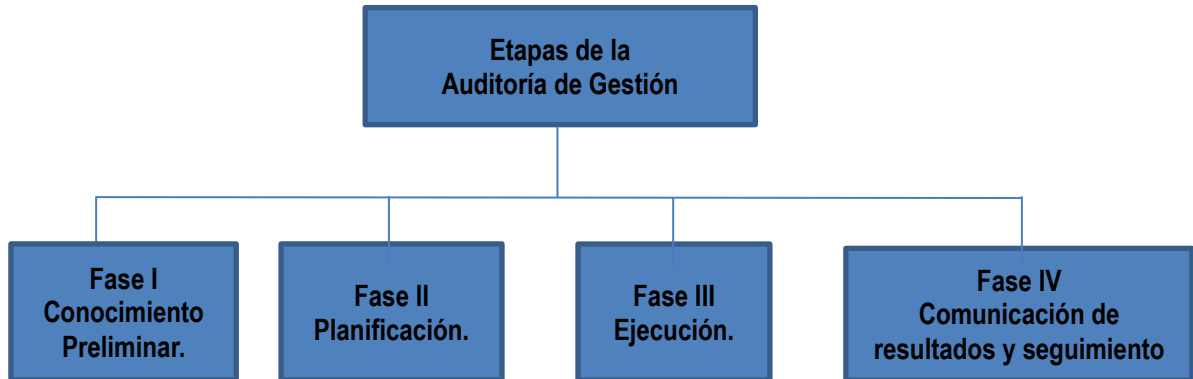 Etapas de la
Auditoría de Gestión
Fase I
Conocimiento
Preliminar.
Fase II
Planificación.
Fase III
Ejecución.
Fase IV
Comunicación de
resultados y seguimiento